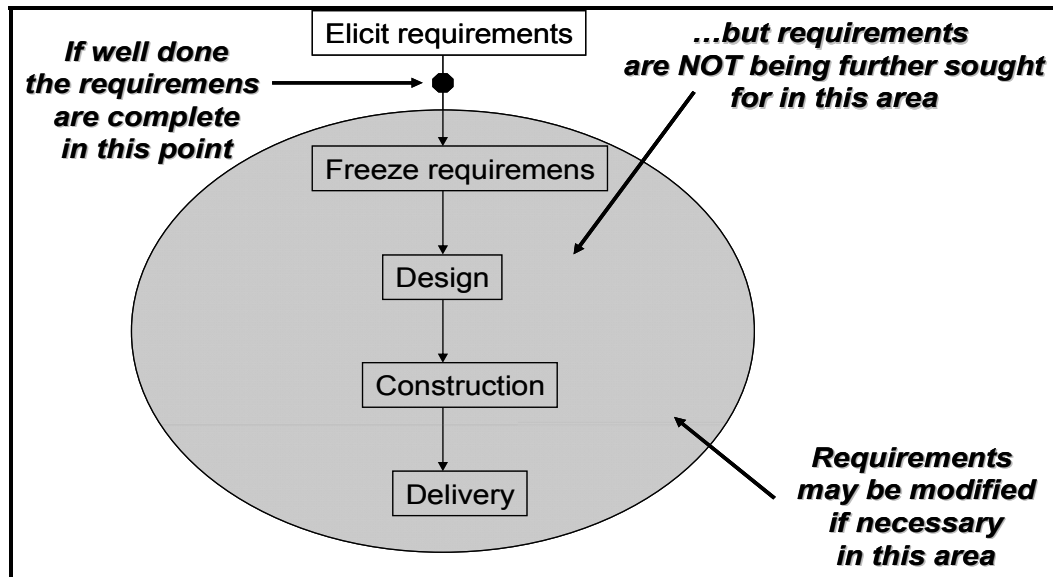 Elicit requirements
If well done
the requiremens
are complete
in this point
...but requirements
are NOT being further sought
for in this area
Freeze requiremens
Design
Construction
Delivery
Requirements
may be modified
if necessary
in this area